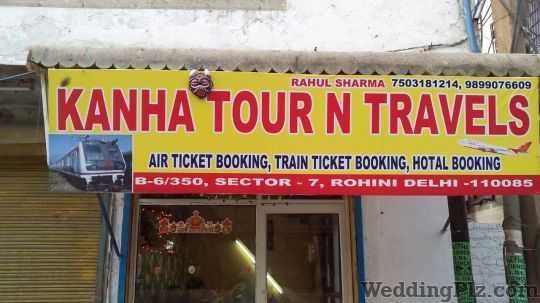 RAHUL SHARMA 7503181214, 9899076609
KANHA TOUR N TRAVELS
AIR TICKET BOOKING, TRAIN TICKET BOOKING, HOTAL BOOKING
B-6/350, SECTOR - 7, ROHINI DELHI -110085
WeddingPlz.com